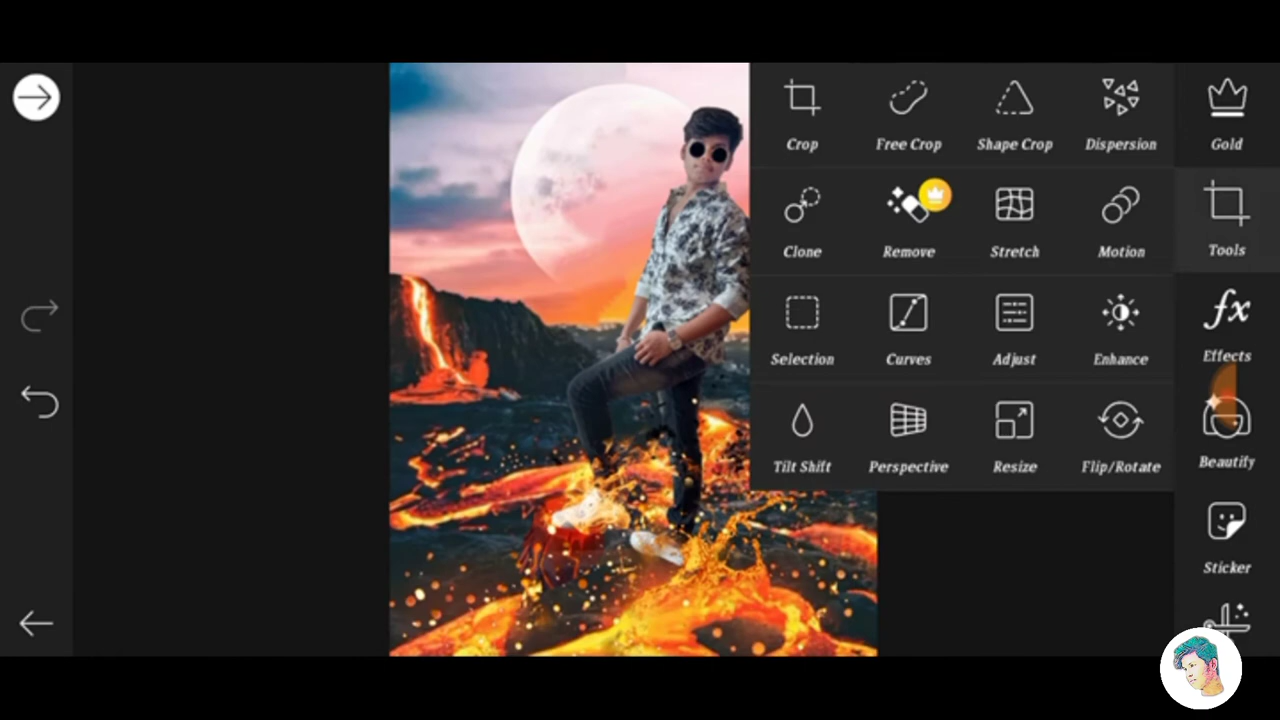 Crop Free Crop Shape Crop Dispersion Gold
Clone Remove Stretch Motion Tools
Selection Curves Adjust Enhance Effects
fx
Tilt Shift Perspective Resize Flip/Rotate Beautify
Sticker